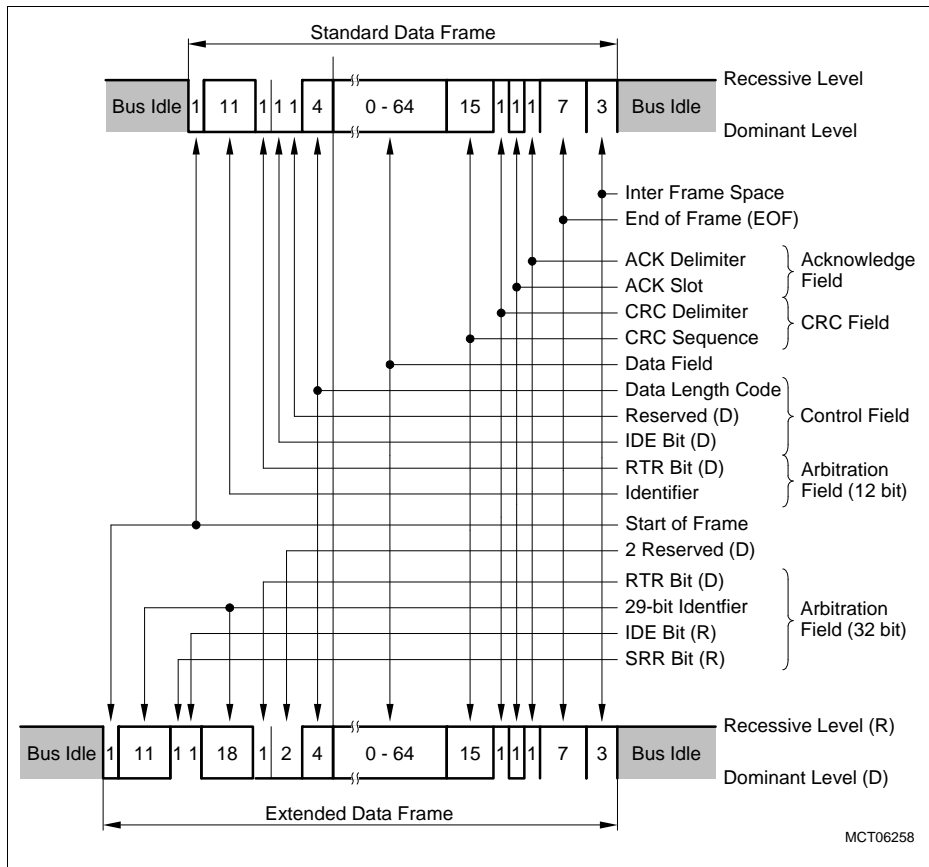 Standard Data Frame
Recessive Level
Bus Idle 1 11 1 1 1 4 0 - 64 15 1 1 1 7 3 Bus Idle
Dominant Level
Inter Frame Space
End of Frame (EOF)
ACK Delimiter
Acknowledge
Field
ACK Slot
CRC Delimiter
CRC Field
CRC Sequence
Data Field
Data Length Code
Reserved (D)
Control Field
IDE Bit (D)
RTR Bit (D)
Arbitration
Field (12 bit)
Identifier
Start of Frame
2 Reserved (D)
RTR Bit (D)
29-bit Identfier
Arbitration
Field (32 bit)
IDE Bit (R)
SRR Bit (R)
Recessive Level (R)
Bus Idle 1 11 1 1 18 1 2 4 0 - 64 15 1 1 1 7 3 Bus Idle
Dominant Level (D)
Extended Data Frame
MCT06258